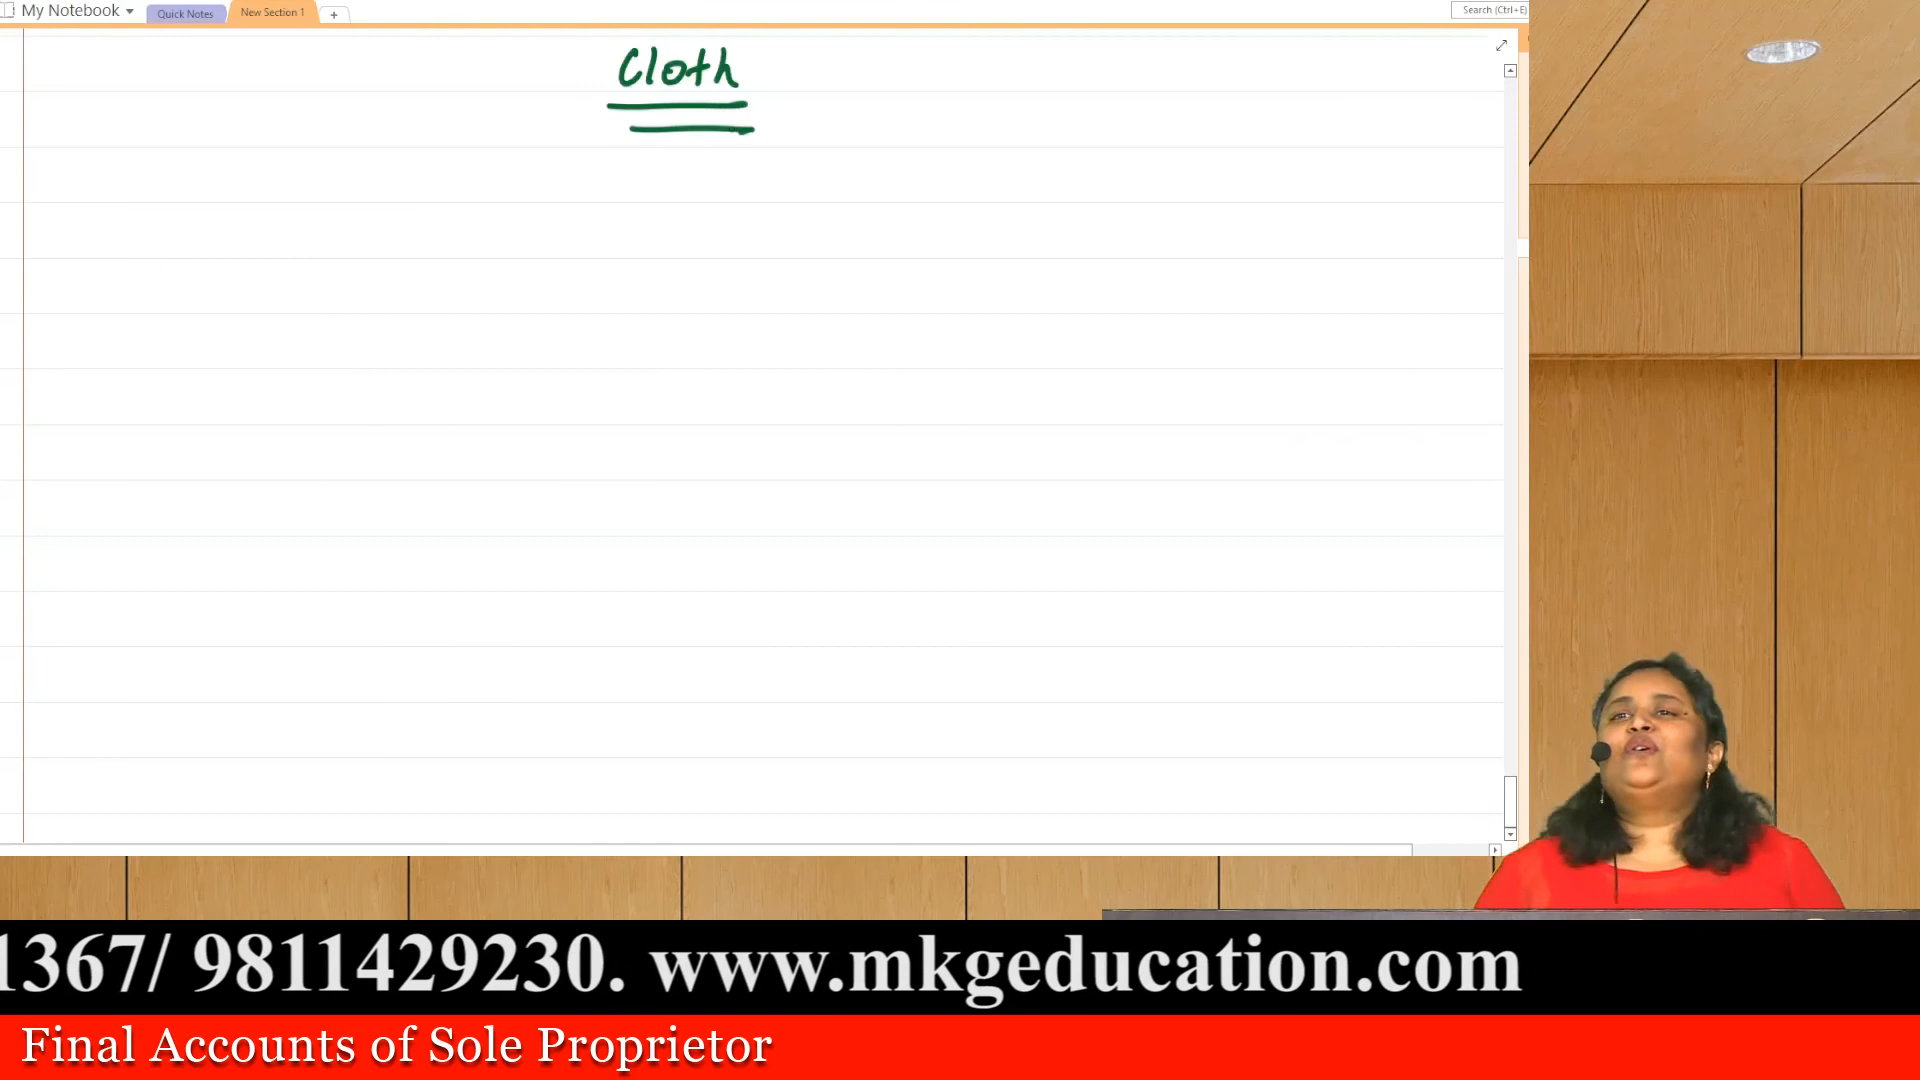 My Notebook
Quick Notes
New Section 1
+
Search (Ctrl+E)
Cloth
1367/ 9811429230. www.mkgeducation.com
Final Accounts of Sole Proprietor